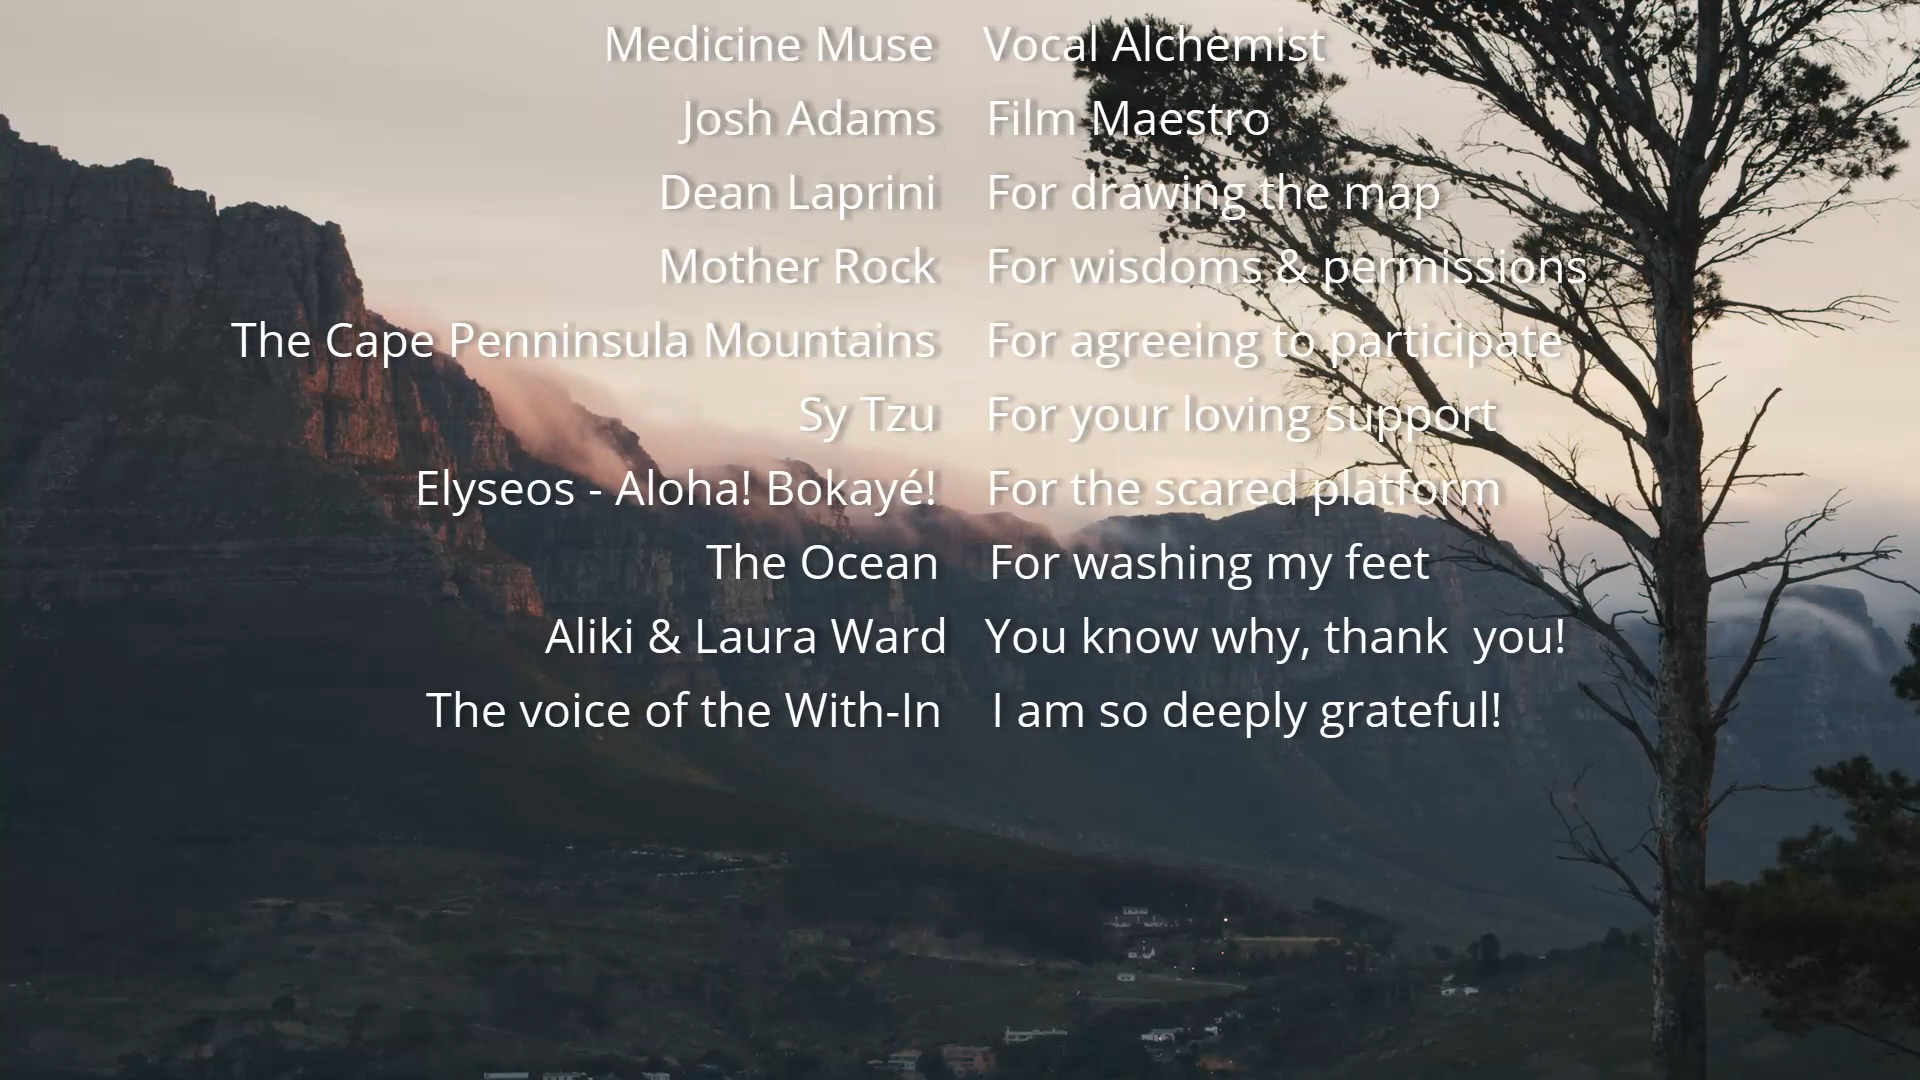 Medicine Muse Vocal Alchemist
Josh Adams Film Maestro
Dean Laprini For drawing the map
Mother Rock For wisdoms & permissions
The Cape Penninsula Mountains For agreeing to participate
Sy Tzu For your loving support
Elyseos - Aloha! Bokayé! For the scared platform
The Ocean For washing my feet
Aliki & Laura Ward You know why, thank  you!
The voice of the With-In I am so deeply grateful!